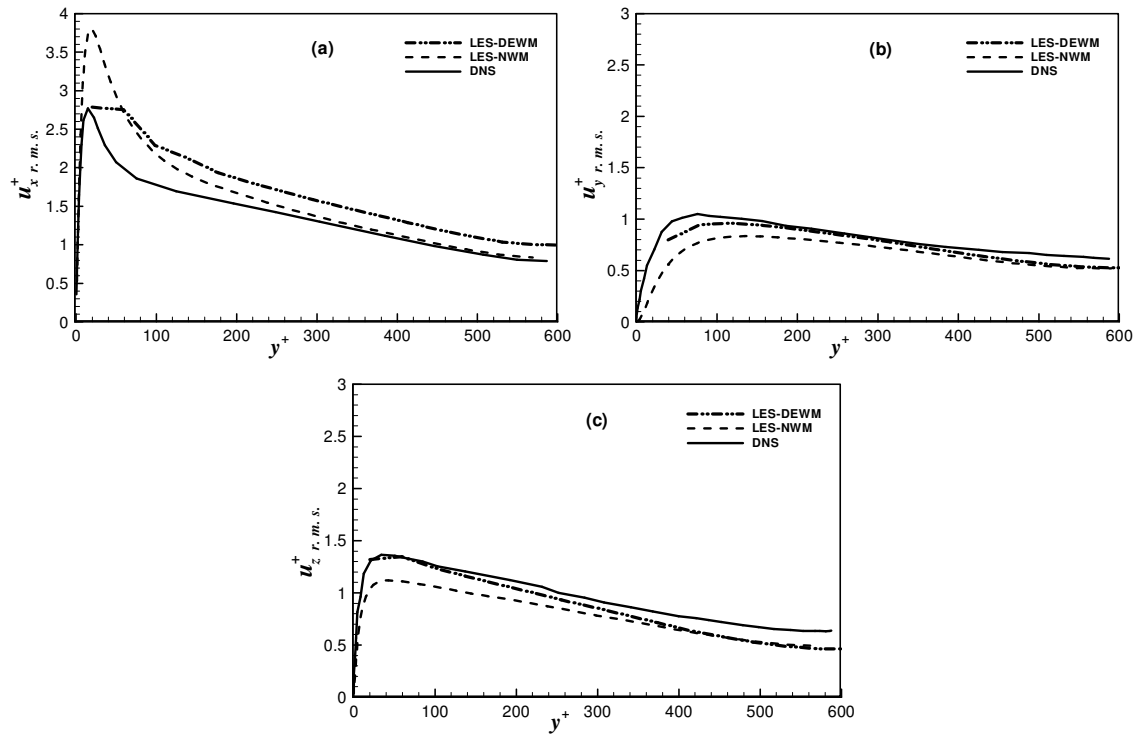 4
3.5
3
2.5
2
1.5
1
0.5
0
u+x r. m. s.
(a)
LES-DEWM
LES-NWM
DNS
0 100 200 300 400 500 600
y+
3
2.5
2
1.5
1
0.5
0
u+y r. m. s.
(b)
LES-DEWM
LES-NWM
DNS
0 100 200 300 400 500 600
y+
3
2.5
2
1.5
1
0.5
0
u+z r. m. s.
(c)
LES-DEWM
LES-NWM
DNS
0 100 200 300 400 500 600
y+